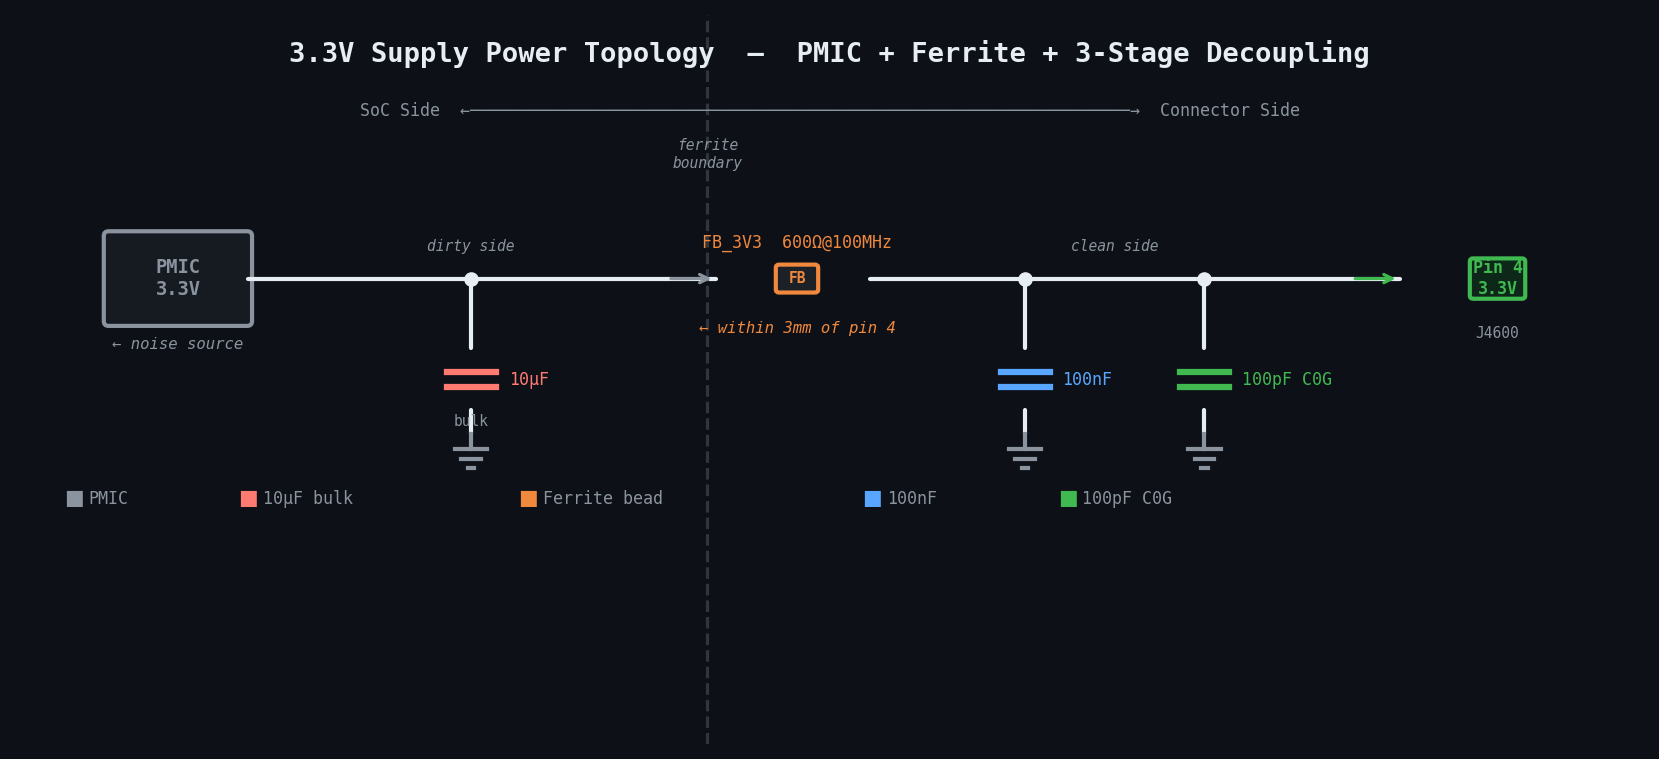 3.3V Supply Power Topology — PMIC + Ferrite + 3-Stage Decoupling
SoC Side ←──────────────────→ Connector Side
ferrite
boundary
dirty side
FB_3V3 600Ω@100MHz
clean side
PMIC
3.3V
FB
Pin 4
3.3V
← within 3mm of pin 4
J4600
← noise source
10µF
100nF
100pF C0G
bulk
PMIC
10µF bulk
Ferrite bead
100nF
100pF C0G